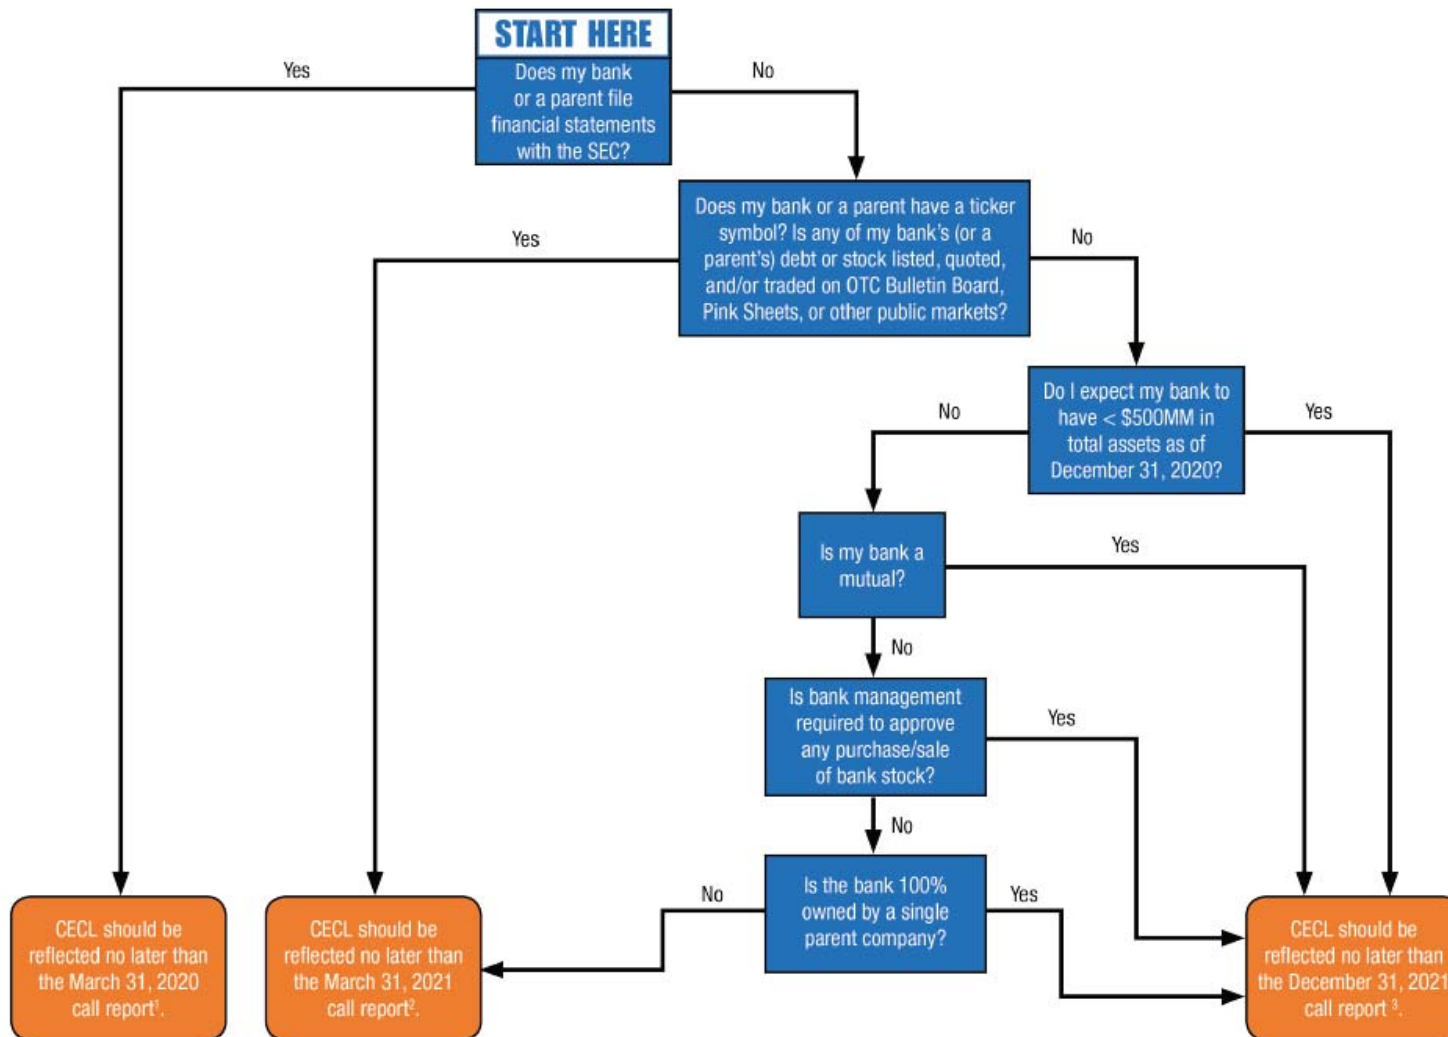 START HERE
Does my bank
or a parent file
financial statements
with the SEC?
Yes
No
Does my bank or a parent have a ticker
symbol? Is any of my bank's (or a
parent's) debt or stock listed, quoted,
and/or traded on OTC Bulletin Board,
Pink Sheets, or other public markets?
Yes
No
Do I expect my bank to
have < $500MM in
total assets as of
December 31, 2020?
No
Yes
Is my bank a
mutual?
Yes
No
Is bank management
required to approve
any purchase/sale
of bank stock?
Yes
No
Is the bank 100%
owned by a single
parent company?
No
Yes
CECL should be
reflected no later than
the March 31, 2020
call report¹.
CECL should be
reflected no later than
the March 31, 2021
call report².
CECL should be
reflected no later than
the December 31, 2021
call report ³.